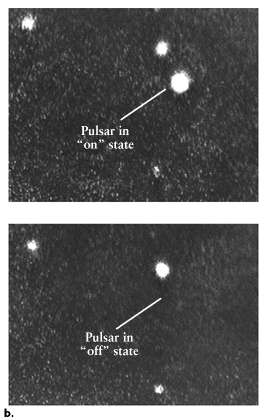 Pulsar in
“on” state
Pulsar in
“off” state
b.